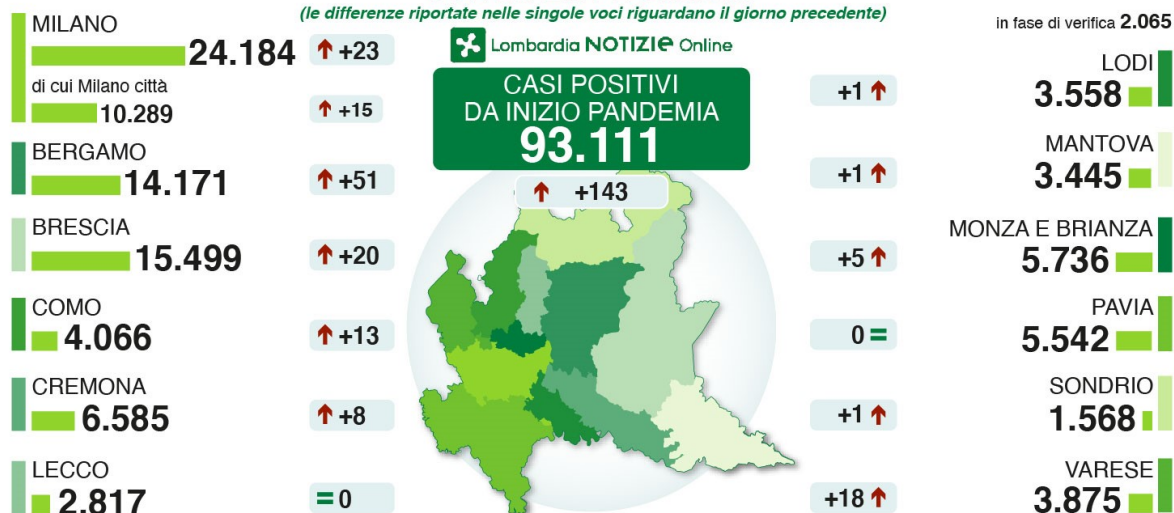 (le differenze riportate nelle singole voci riguardano il giorno precedente)
in fase di verifica 2.065
Lombardia NOTIZIE Online
CASI POSITIVI
DA INIZIO PANDEMIA
93.111
+143
MILANO
24.184 +23
di cui Milano città
10.289 +15
BERGAMO
14.171 +51
BRESCIA
15.499 +20
COMO
4.066 +13
CREMONA
6.585 +8
LECCO
2.817 = 0
LODI
+1 3.558
MANTOVA
+1 3.445
MONZA E BRIANZA
+5 5.736
PAVIA
0 = 5.542
SONDRIO
+1 1.568
VARESE
+18 3.875